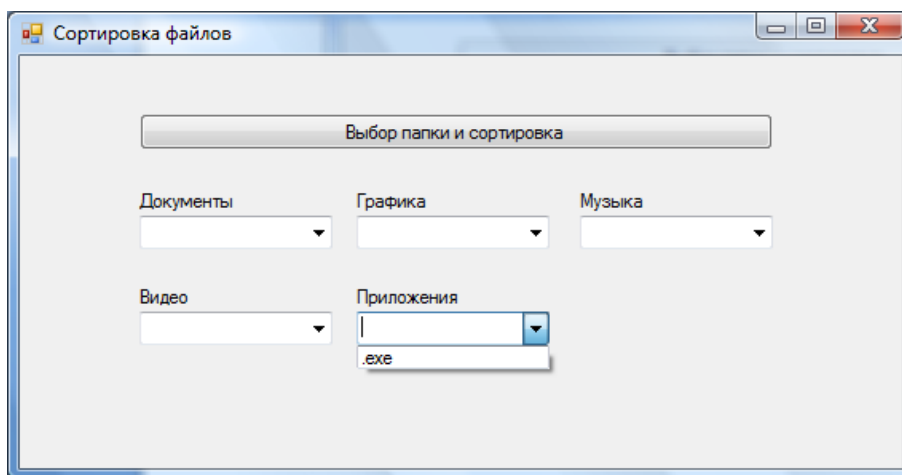 Сортировка файлов
Выбор папки и сортировка
Документы
Графика
Музыка
Видео
Приложения
.exe